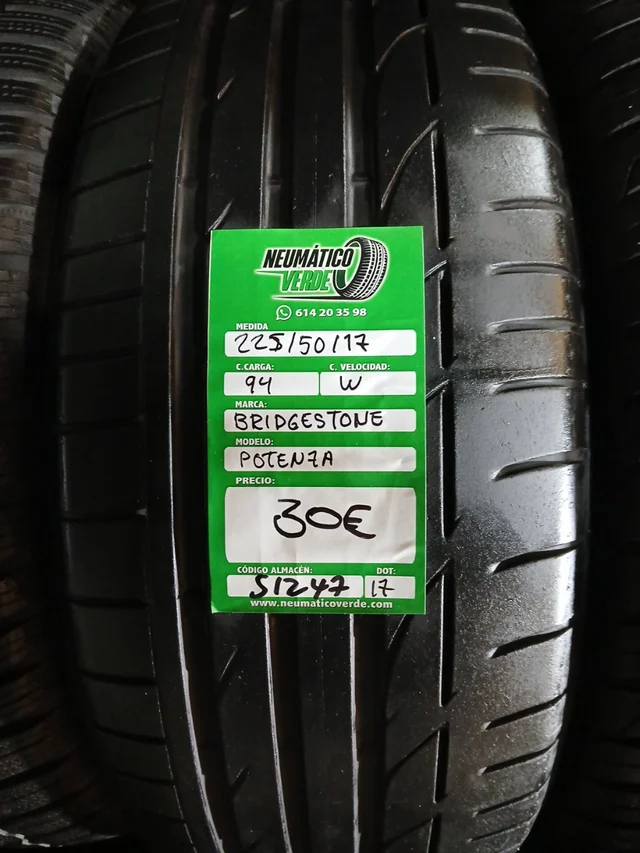 NEUMÁTICO
VERDE
614 20 35 98
MEDIDA
225/50/17
C.CARGA: C. VELOCIDAD:
94 W
MARCA:
BRIDGESTONE
MODELO:
POTENZA
PRECIO:
30€
CÓDIGO ALMACÉN: DOT:
S1247 17
www.neumaticoverde.com